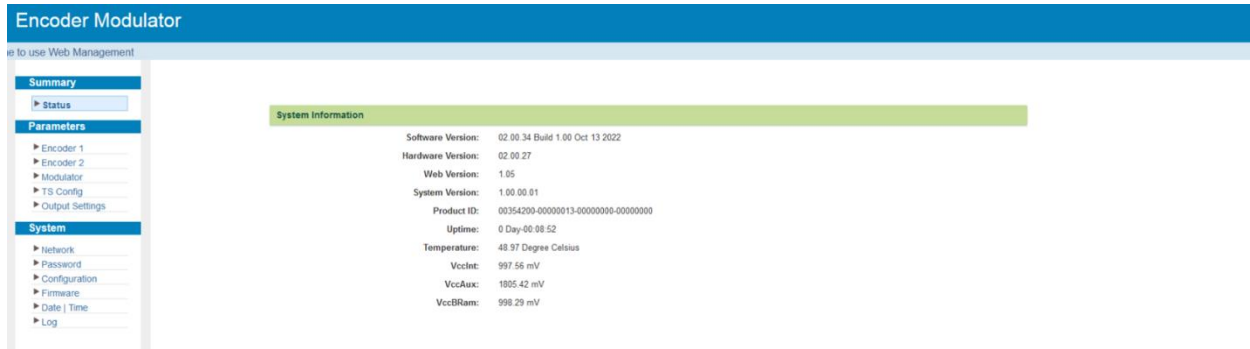 Encoder Modulator
e to use Web Management
Summary
Status
Parameters
Encoder 1
Encoder 2
Modulator
TS Config
Output Settings
System
Network
Password
Configuration
Firmware
Date | Time
Log
System Information
Software Version: 02.00.34 Build 1.00 Oct 13 2022
Hardware Version: 02.00.27
Web Version: 1.05
System Version: 1.00.00.01
Product ID: 00354200-00000013-00000000-00000000
Uptime: 0 Day-00:08:52
Temperature: 48.97 Degree Celsius
VccInt: 997.56 mV
VccAux: 1805.42 mV
VccBRam: 998.29 mV